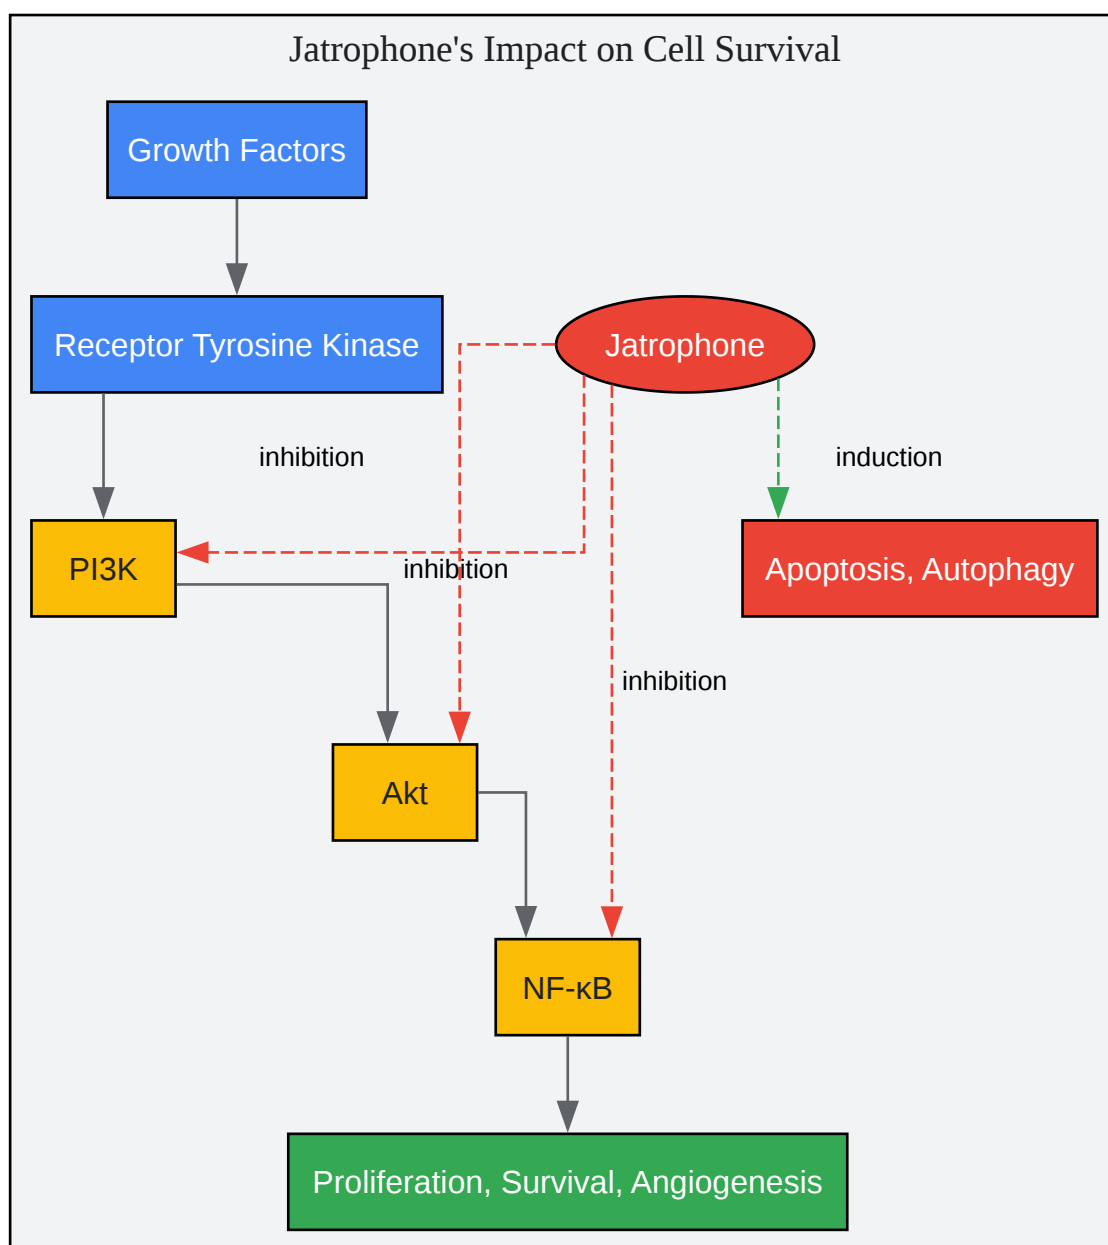 Jatrophone's Impact on Cell Survival
Growth Factors
Receptor Tyrosine Kinase
Jatrophone
inhibition
induction
PI3K
inhibition
Apoptosis, Autophagy
inhibition
Akt
NF-κB
Proliferation, Survival, Angiogenesis